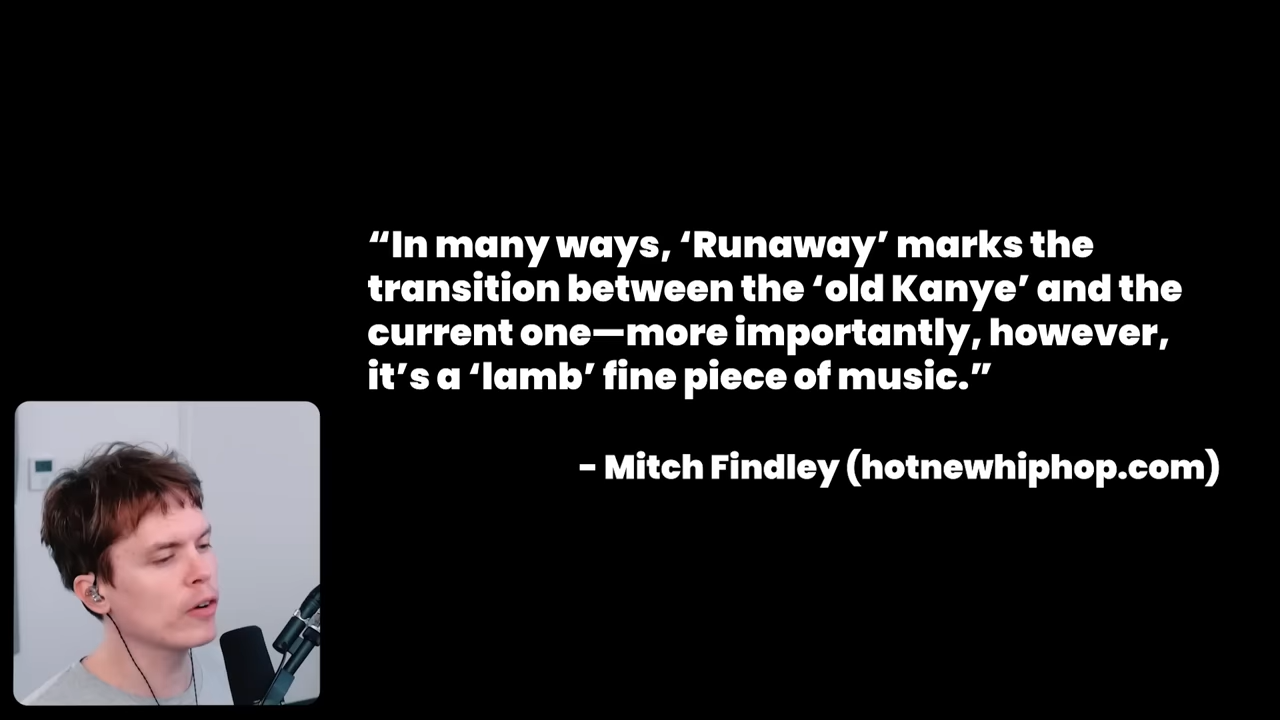 “In many ways, ‘Runaway’ marks the
transition between the ‘old Kanye’ and the
current one—more importantly, however,
it’s a ‘lamb’ fine piece of music.”
- Mitch Findley (hotnewhiphop.com)